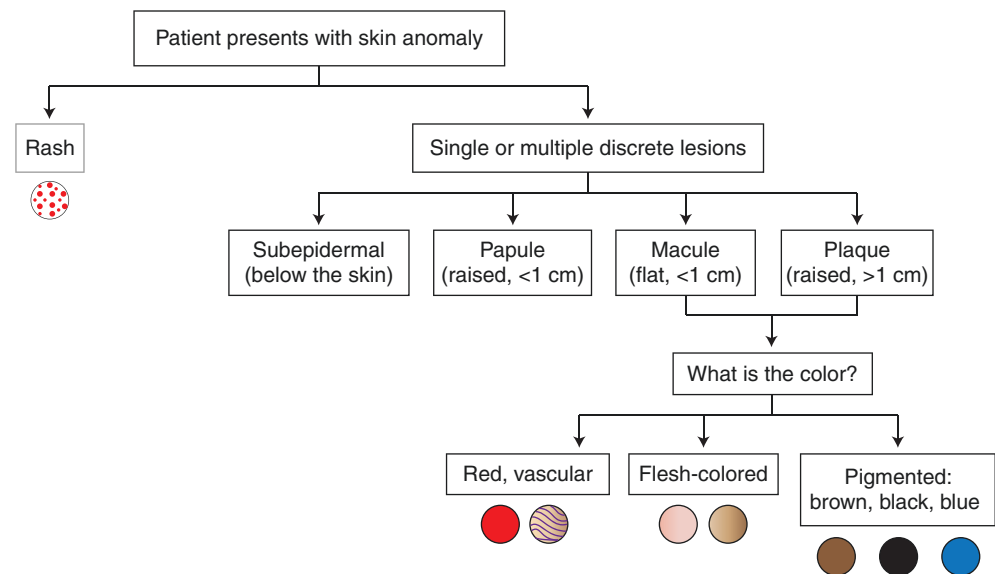 Patient presents with skin anomaly
Rash
Single or multiple discrete lesions
Subepidermal
(below the skin)
Papule
(raised, <1 cm)
Macule
(flat, <1 cm)
Plaque
(raised, >1 cm)
What is the color?
Red, vascular
Flesh-colored
Pigmented:
brown, black, blue